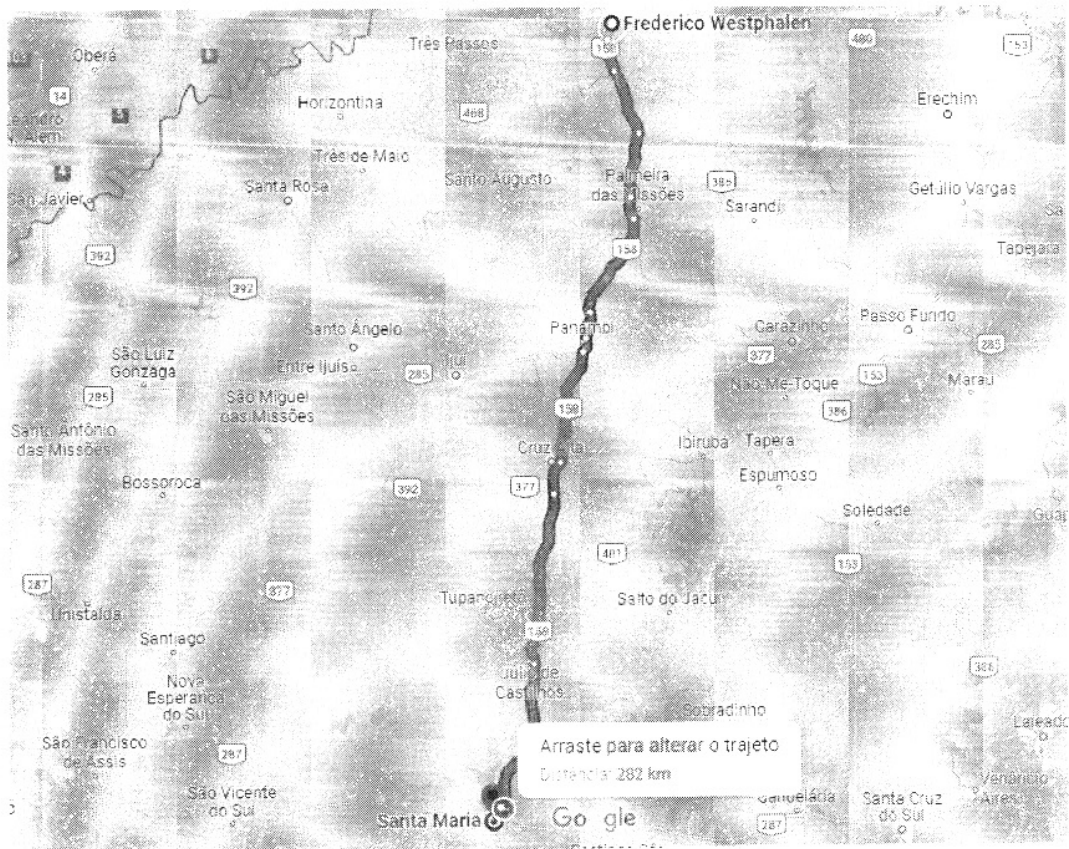 Frederico Westphalen
158
480
153
Oberá
Três Passos
14
Horizontina
468
Erechim
Três de Maio
Santa Rosa
Santo Augusto
Palmeira
das Missões
386
Getúlio Vargas
San Javier
Sarandi
392
158
Tapejara
392
Santo Ângelo
Panambi
Carazinho
Passo Fundo
São Luiz
Gonzaga
Entre Ijuís
285
Ijuí
377
153
285
Não-Me-Toque
Marau
285
São Miguel
das Missões
158
386
Santo Antônio
das Missões
Cruz Alta
Ibirubá
Tapera
Bossoroca
392
377
Espumoso
Soledade
Guap
481
153
287
377
Tupanciretã
Salto do Jacuí
Unistalda
158
Santiago
Júlio de
Castilhos
386
Nova
Esperança
do Sul
Sobradinho
Lajeado
São Francisco
de Assis
287
Arraste para alterar o trajeto
Distância: 282 km
São Vicente
do Sul
Candelária
Santa Cruz
do Sul
Venâncio
Aires
Santa Maria
Google
287